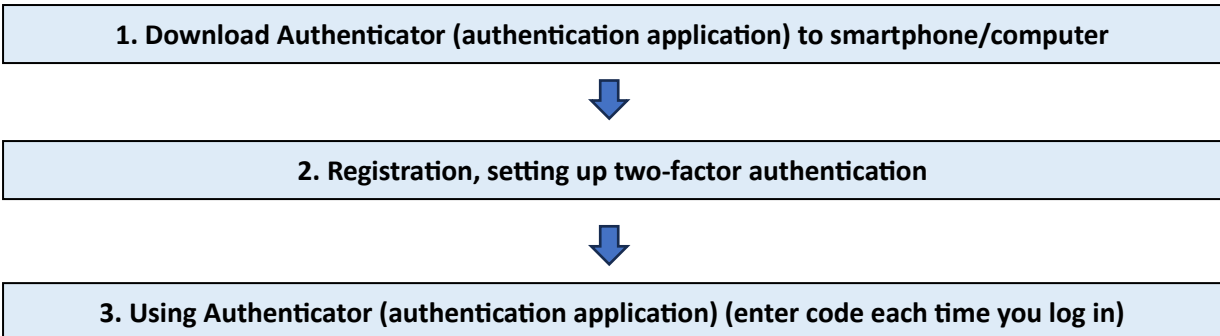 1. Download Authenticator (authentication application) to smartphone/computer
2. Registration, setting up two-factor authentication
3. Using Authenticator (authentication application) (enter code each time you log in)